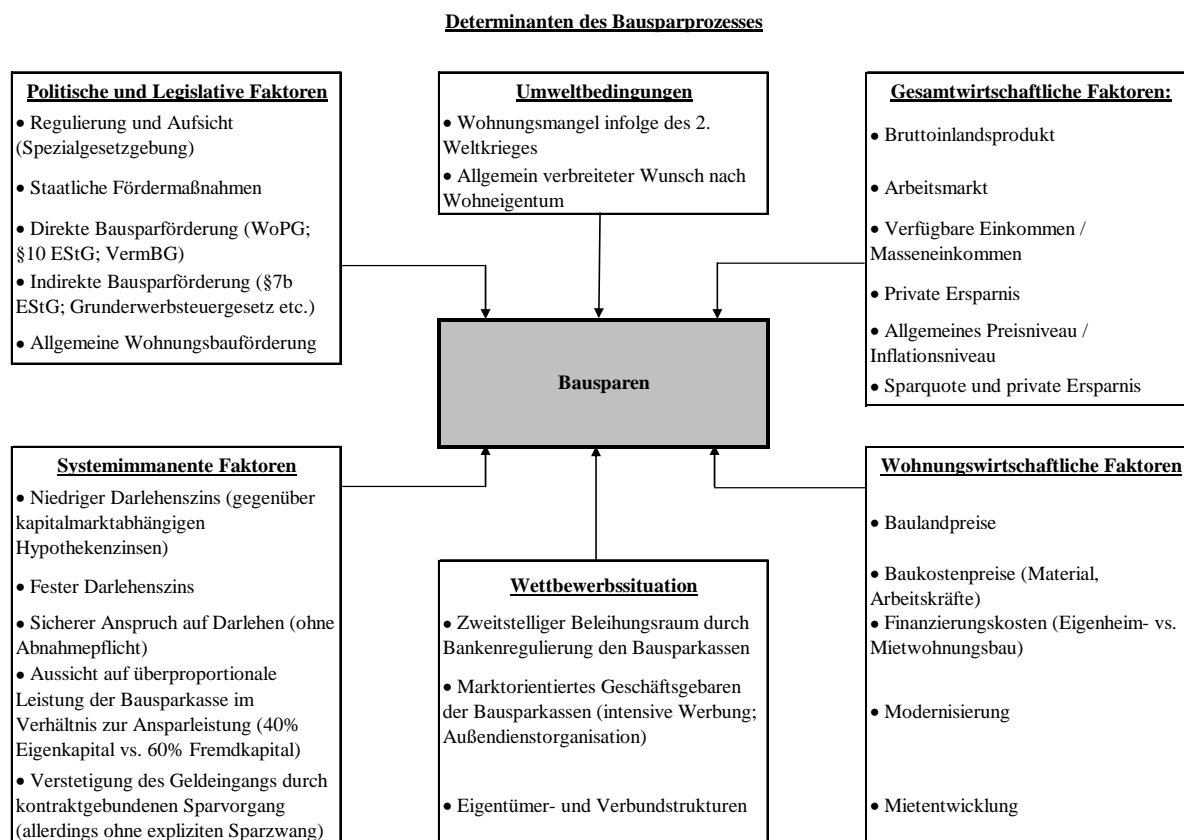 Determinanten des Bausparprozesses
Politische und Legislative Faktoren
• Regulierung und Aufsicht
(Spezialgesetzgebung)
• Staatliche Fördermaßnahmen
• Direkte Bausparförderung (WoPG;
§10 EStG; VermBG)
• Indirekte Bausparförderung (§7b
EStG; Grunderwerbsteuergesetz etc.)
• Allgemeine Wohnungsbauförderung
Umweltbedingungen
• Wohnungsmangel infolge des 2.
Weltkrieges
• Allgemein verbreiteter Wunsch nach
Wohneigentum
Gesamtwirtschaftliche Faktoren:
• Bruttoinlandsprodukt
• Arbeitsmarkt
• Verfügbare Einkommen /
Masseneinkommen
• Private Ersparnis
• Allgemeines Preisniveau /
Inflationsniveau
• Sparquote und private Ersparnis
Bausparen
Systemimmanente Faktoren
• Niedriger Darlehenszins (gegenüber
kapitalmarktabhängigen
Hypothekenzinsen)
• Fester Darlehenszins
• Sicherer Anspruch auf Darlehen (ohne
Abnahmepflicht)
• Aussicht auf überproportionale
Leistung der Bausparkasse im
Verhältnis zur Ansparleistung (40%
Eigenkapital vs. 60% Fremdkapital)
• Verstetigung des Geldeingangs durch
kontraktgebundenen Sparvorgang
(allerdings ohne expliziten Sparzwang)
Wettbewerbssituation
• Zweitstelliger Beleihungsraum durch
Bankenregulierung den Bausparkassen
• Marktorientiertes Geschäftsgebaren
der Bausparkassen (intensive Werbung;
Außendienstorganisation)
• Eigentümer- und Verbundstrukturen
Wohnungswirtschaftliche Faktoren
• Baulandpreise
• Baukostenpreise (Material,
Arbeitskräfte)
• Finanzierungskosten (Eigenheim- vs.
Mietwohnungsbau)
• Modernisierung
• Mietentwicklung